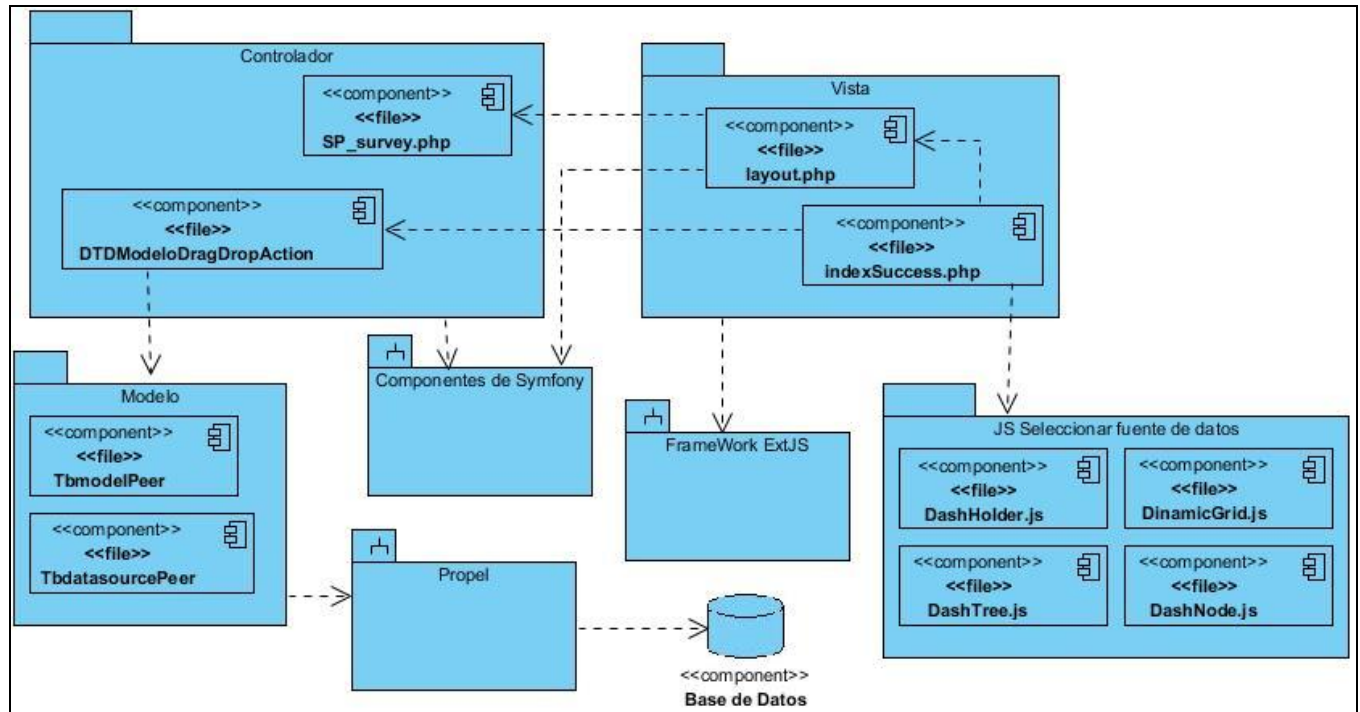 Controlador
<<component>>
<<file>>
SP_survey.php
<<component>>
<<file>>
DTDModeloDragDropAction
Vista
<<component>>
<<file>>
layout.php
<<component>>
<<file>>
indexSuccess.php
Modelo
<<component>>
<<file>>
TbmodelPeer
<<component>>
<<file>>
TbdatasourcePeer
Componentes de Symfony
Propel
FrameWork ExtJS
<<component>>
Base de Datos
JS Seleccionar fuente de datos
<<component>>
<<file>>
DashHolder.js
<<component>>
<<file>>
DinamicGrid.js
<<component>>
<<file>>
DashTree.js
<<component>>
<<file>>
DashNode.js